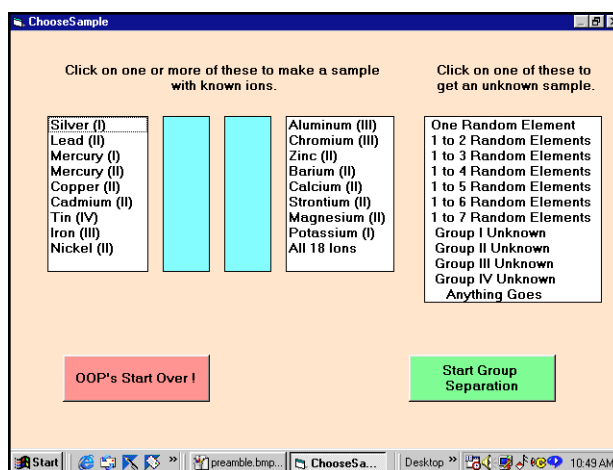 ChooseSample
Click on one or more of these to make a sample
with known ions.
Click on one of these to
get an unknown sample.
Silver (I)
Lead (II)
Mercury (I)
Mercury (II)
Copper (II)
Cadmium (II)
Tin (IV)
Iron (III)
Nickel (II)
Aluminum (III)
Chromium (III)
Zinc (II)
Barium (II)
Calcium (II)
Strontium (II)
Magnesium (II)
Potassium (I)
All 18 Ions
One Random Element
1 to 2 Random Elements
1 to 3 Random Elements
1 to 4 Random Elements
1 to 5 Random Elements
1 to 6 Random Elements
1 to 7 Random Elements
Group I Unknown
Group II Unknown
Group III Unknown
Group IV Unknown
Anything Goes
OOP's Start Over !
Start Group
Separation
Start » preamble.bmp... ChooseSa... Desktop » 10:49 AM